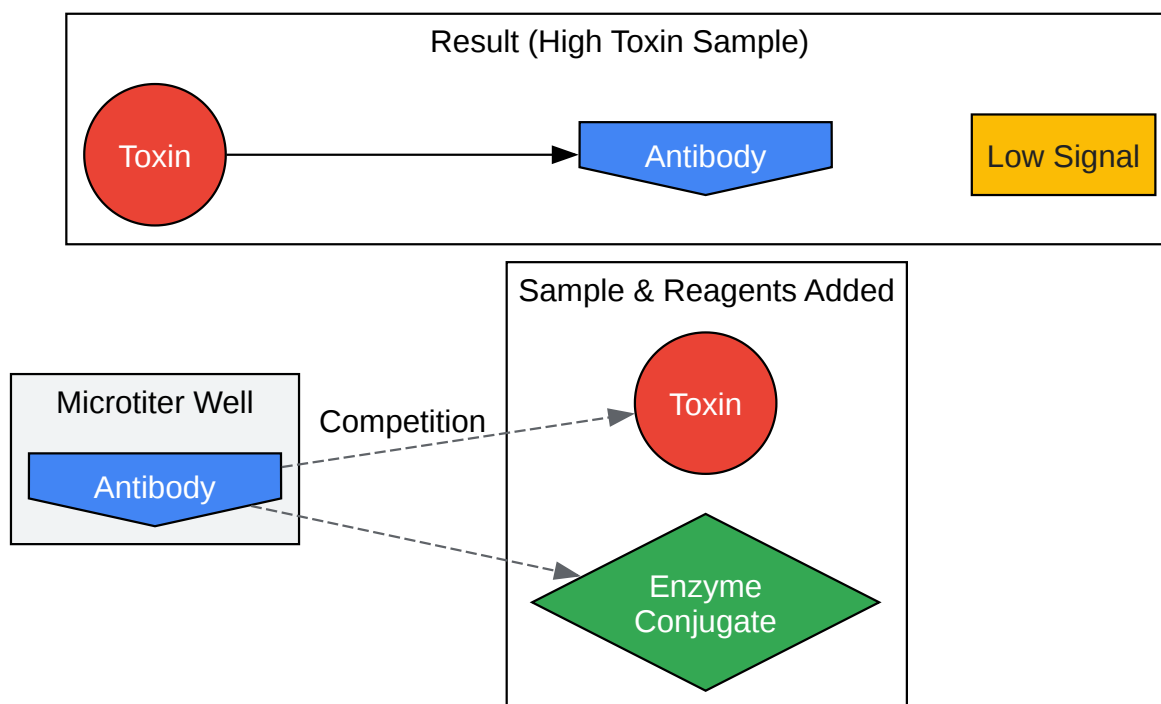 Result (High Toxin Sample)
Toxin
Antibody
Low Signal
Sample & Reagents Added
Toxin
Microtiter Well
Competition
Antibody
Enzyme
Conjugate